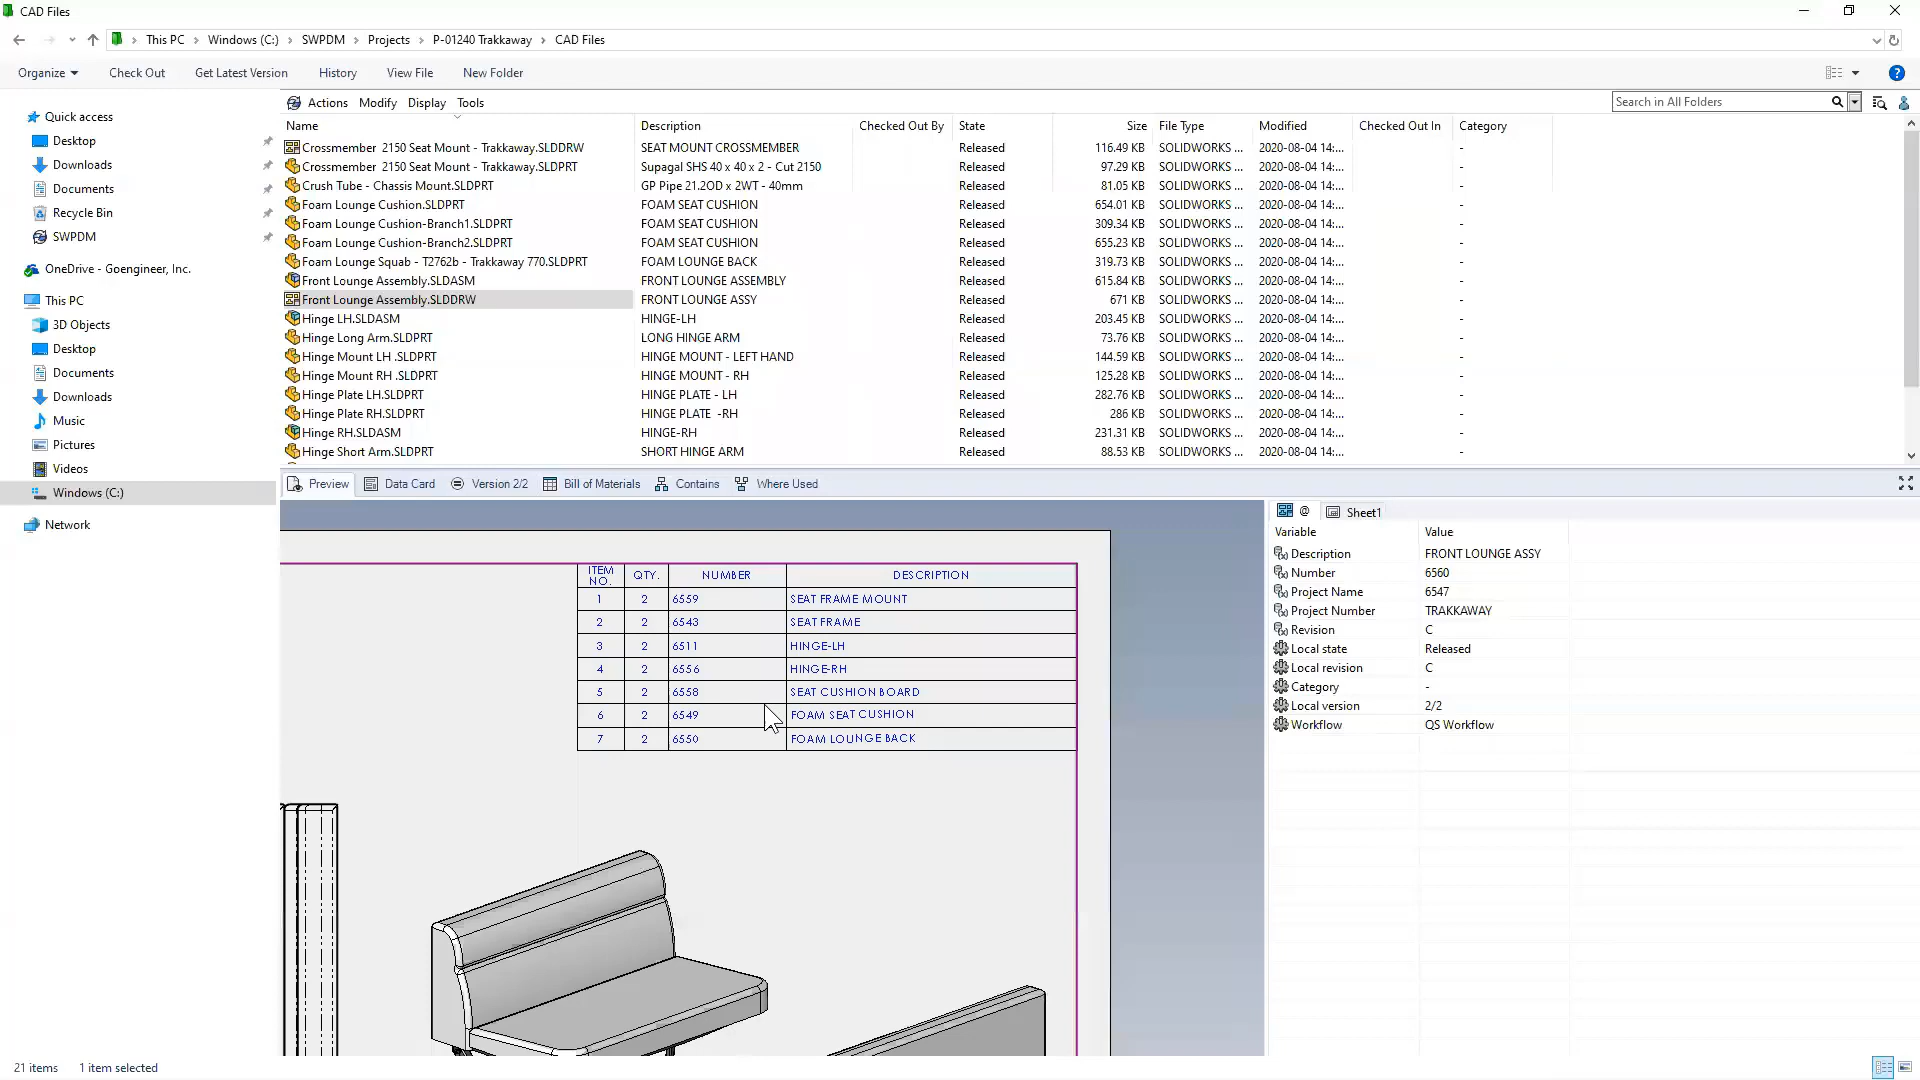 CAD Files
This PC > Windows (C:) > SWPDM > Projects > P-01240 Trakkaway > CAD Files
Organize Check Out Get Latest Version History View File New Folder
Quick access
Desktop
Downloads
Documents
Recycle Bin
SWPDM
OneDrive - Goengineer, Inc.
This PC
3D Objects
Desktop
Documents
Downloads
Music
Pictures
Videos
Windows (C:)
Network
Actions Modify Display Tools
Search in All Folders
Name Description Checked Out By State Size File Type Modified Checked Out In Category
Crossmember 2150 Seat Mount - Trakkaway.SLDDRW SEAT MOUNT CROSSMEMBER Released 116.49 KB SOLIDWORKS ... 2020-08-04 14:... -
Crossmember 2150 Seat Mount - Trakkaway.SLDPRT Supagal SHS 40 x 40 x 2 - Cut 2150 Released 97.29 KB SOLIDWORKS ... 2020-08-04 14:... -
Crush Tube - Chassis Mount.SLDPRT GP Pipe 21.2OD x 2WT - 40mm Released 81.05 KB SOLIDWORKS ... 2020-08-04 14:... -
Foam Lounge Cushion.SLDPRT FOAM SEAT CUSHION Released 654.01 KB SOLIDWORKS ... 2020-08-04 14:... -
Foam Lounge Cushion-Branch1.SLDPRT FOAM SEAT CUSHION Released 309.34 KB SOLIDWORKS ... 2020-08-04 14:... -
Foam Lounge Cushion-Branch2.SLDPRT FOAM SEAT CUSHION Released 655.23 KB SOLIDWORKS ... 2020-08-04 14:... -
Foam Lounge Squab - T2762b - Trakkaway 770.SLDPRT FOAM LOUNGE BACK Released 319.73 KB SOLIDWORKS ... 2020-08-04 14:... -
Front Lounge Assembly.SLDASM FRONT LOUNGE ASSEMBLY Released 615.84 KB SOLIDWORKS ... 2020-08-04 14:... -
Front Lounge Assembly.SLDDRW FRONT LOUNGE ASSY Released 671 KB SOLIDWORKS ... 2020-08-04 14:... -
Hinge LH.SLDASM HINGE-LH Released 203.45 KB SOLIDWORKS ... 2020-08-04 14:... -
Hinge Long Arm.SLDPRT LONG HINGE ARM Released 73.76 KB SOLIDWORKS ... 2020-08-04 14:... -
Hinge Mount LH .SLDPRT HINGE MOUNT - LEFT HAND Released 144.59 KB SOLIDWORKS ... 2020-08-04 14:... -
Hinge Mount RH .SLDPRT HINGE MOUNT - RH Released 125.28 KB SOLIDWORKS ... 2020-08-04 14:... -
Hinge Plate LH.SLDPRT HINGE PLATE - LH Released 282.76 KB SOLIDWORKS ... 2020-08-04 14:... -
Hinge Plate RH.SLDPRT HINGE PLATE -RH Released 286 KB SOLIDWORKS ... 2020-08-04 14:... -
Hinge RH.SLDASM HINGE-RH Released 231.31 KB SOLIDWORKS ... 2020-08-04 14:... -
Hinge Short Arm.SLDPRT SHORT HINGE ARM Released 88.53 KB SOLIDWORKS ... 2020-08-04 14:... -
Preview Data Card Version 2/2 Bill of Materials Contains Where Used
ITEM NO. QTY. NUMBER DESCRIPTION
1 2 6559 SEAT FRAME MOUNT
2 2 6543 SEAT FRAME
3 2 6511 HINGE-LH
4 2 6556 HINGE-RH
5 2 6558 SEAT CUSHION BOARD
6 2 6549 FOAM SEAT CUSHION
7 2 6550 FOAM LOUNGE BACK
@ Sheet1
Variable Value
Description FRONT LOUNGE ASSY
Number 6560
Project Name 6547
Project Number TRAKKAWAY
Revision C
Local state Released
Local revision C
Category -
Local version 2/2
Workflow QS Workflow
21 items 1 item selected